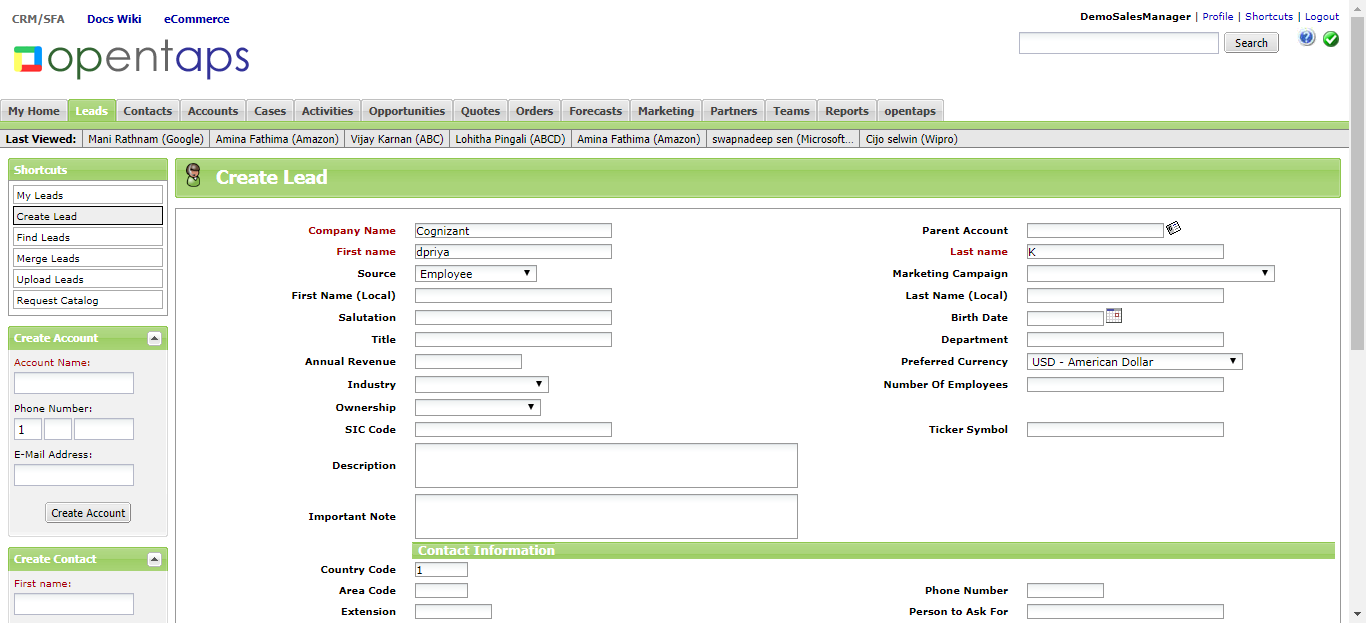 CRM/SFA Docs Wiki eCommerce
DemoSalesManager | Profile | Shortcuts | Logout
opentaps
Search
My Home Leads Contacts Accounts Cases Activities Opportunities Quotes Orders Forecasts Marketing Partners Teams Reports opentaps
Last Viewed: Mani Rathnam (Google) Amina Fathima (Amazon) Vijay Karnan (ABC) Lohitha Pingali (ABCD) Amina Fathima (Amazon) swapnadeep sen (Microsoft... Cijo selwin (Wipro)
Shortcuts
My Leads
Create Lead
Find Leads
Merge Leads
Upload Leads
Request Catalog
Create Account
Account Name:
Phone Number:
1
E-Mail Address:
Create Account
Create Contact
First name:
Create Lead
Company Name Cognizant Parent Account
First name dpriya Last name K
Source Employee Marketing Campaign
First Name (Local) Last Name (Local)
Salutation Birth Date
Title Department
Annual Revenue Preferred Currency USD - American Dollar
Industry Number Of Employees
Ownership
SIC Code Ticker Symbol
Description
Important Note
Contact Information
Country Code 1
Area Code Phone Number
Extension Person to Ask For